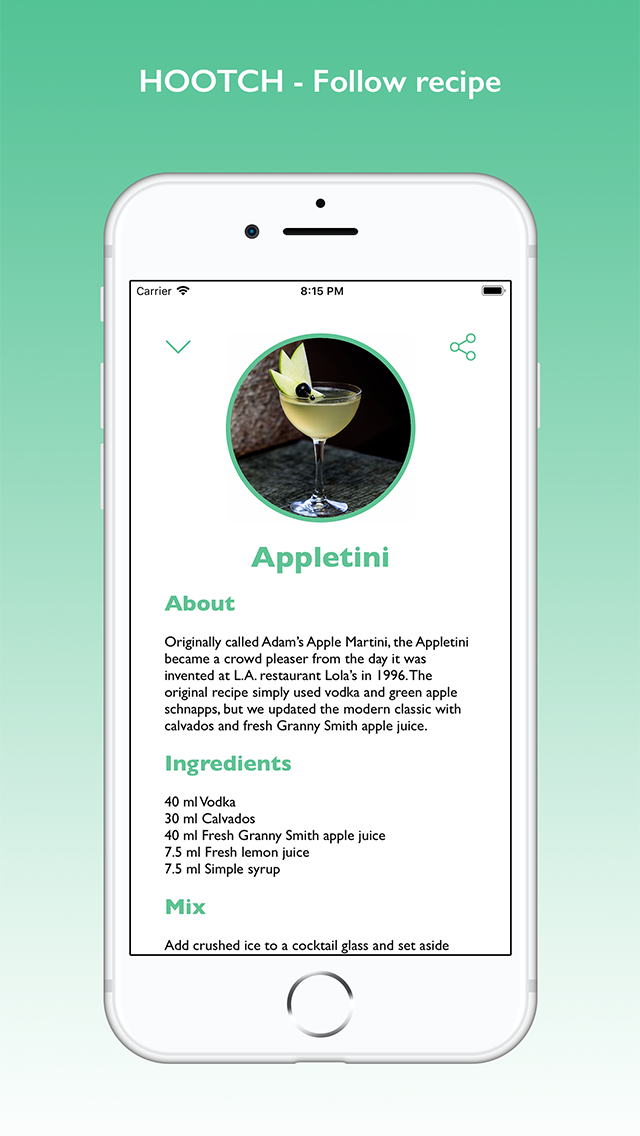 HOOTCH - Follow recipe
Carrier 8:15 PM
Appletini
About
Originally called Adam's Apple Martini, the Appletini
became a crowd pleaser from the day it was
invented at L.A. restaurant Lola's in 1996. The
original recipe simply used vodka and green apple
schnapps, but we updated the modern classic with
calvados and fresh Granny Smith apple juice.
Ingredients
40 ml Vodka
30 ml Calvados
40 ml Fresh Granny Smith apple juice
7.5 ml Fresh lemon juice
7.5 ml Simple syrup
Mix
Add crushed ice to a cocktail glass and set aside